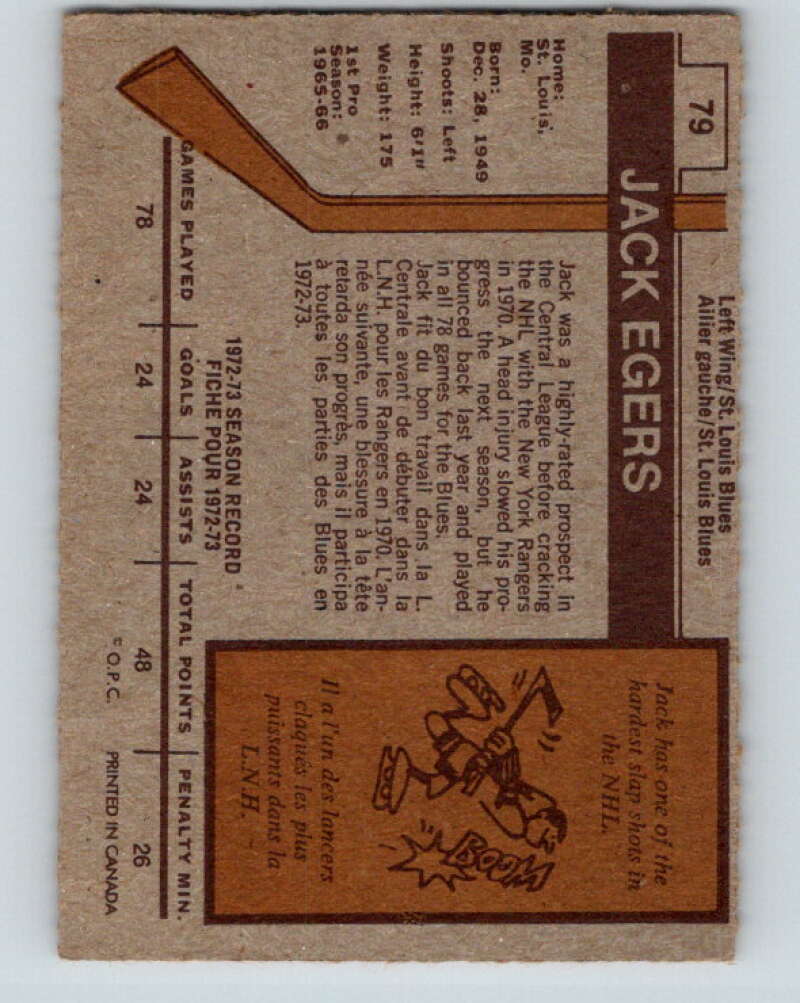 79
Left Wing/St. Louis Blues
Ailier gauche/St. Louis Blues
JACK EGERS
Home:
St. Louis,
Mo.
Born:
Dec. 28, 1949
Shoots: Left
Height: 6'1"
Weight: 175
1st Pro
Season:
1965-66
Jack was a highly-rated prospect in
the Central League before cracking
the NHL with the New York Rangers
in 1970. A head injury slowed his pro-
gress the next season, but he
bounced back last year and played
in all 78 games for the Blues.
Jack fit du bon travail dans la L.
Centrale avant de débuter dans la
L.N.H. pour les Rangers en 1970. L'an-
née suivante, une blessure à la tête
retarda son progrès, mais il participa
à toutes les parties des Blues en
1972-73.
Jack has one of the
hardest slap shots in
the NHL.
BOOM
Il a l'un des lancers
claqués les plus
puissants dans la
L.N.H.
1972-73 SEASON RECORD
FICHE POUR 1972-73
GAMES PLAYED GOALS ASSISTS TOTAL POINTS PENALTY MIN.
78 24 24 48 26
© O.P.C. PRINTED IN CANADA